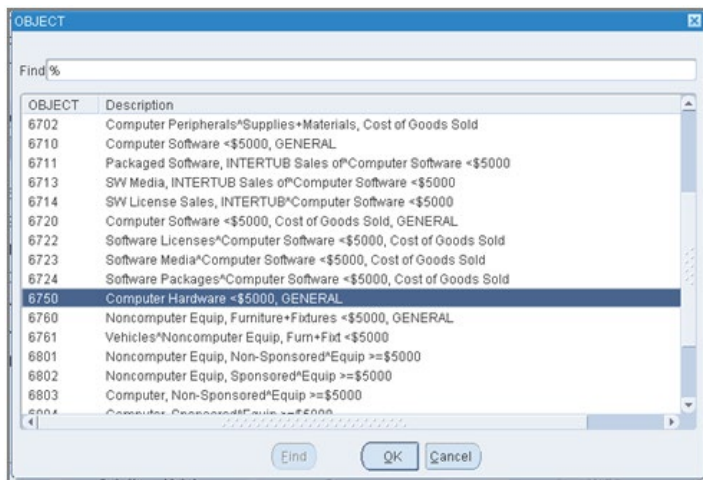 OBJECT
Find %
OBJECT Description
6702 Computer Peripherals^Supplies+Materials, Cost of Goods Sold
6710 Computer Software <$5000, GENERAL
6711 Packaged Software, INTERTUB Sales of^Computer Software <$5000
6713 SW Media, INTERTUB Sales of^Computer Software <$5000
6714 SW License Sales, INTERTUB^Computer Software <$5000
6720 Computer Software <$5000, Cost of Goods Sold, GENERAL
6722 Software Licenses^Computer Software <$5000, Cost of Goods Sold
6723 Software Media^Computer Software <$5000, Cost of Goods Sold
6724 Software Packages^Computer Software <$5000, Cost of Goods Sold
6750 Computer Hardware <$5000, GENERAL
6760 Noncomputer Equip, Furniture+Fixtures <$5000, GENERAL
6761 Vehicles^Noncomputer Equip, Furn+Fixt <$5000
6801 Noncomputer Equip, Non-Sponsored^Equip >=$5000
6802 Noncomputer Equip, Sponsored^Equip >=$5000
6803 Computer, Non-Sponsored^Equip >=$5000
6804 Computer, Sponsored^Equip >=$5000
Find OK Cancel